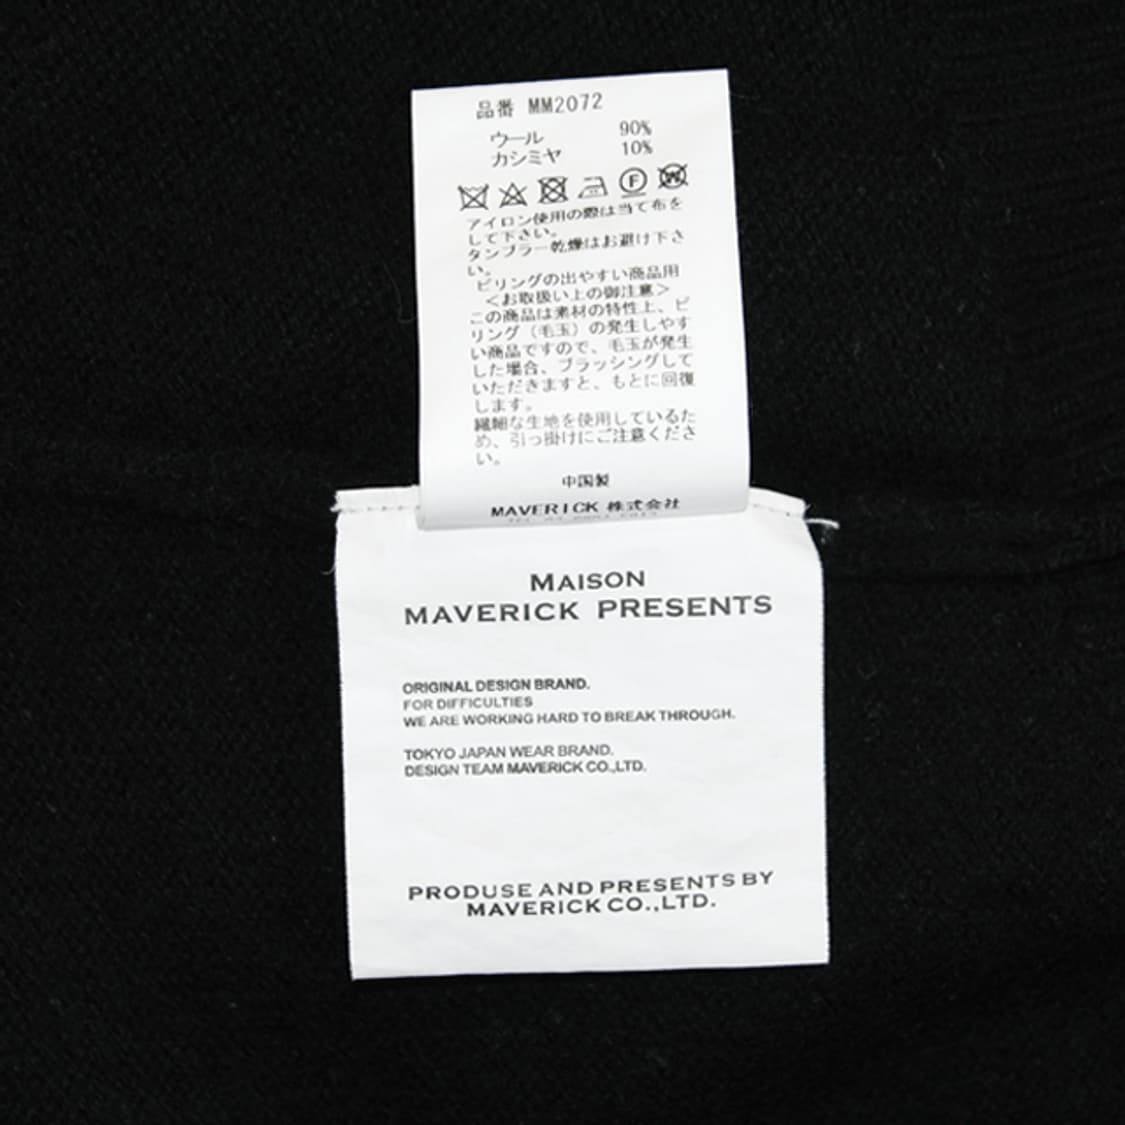 品番 MM2072
ウール 90%
カシミヤ 10%
F W
アイロン使用の際は当て布を
して下さい。
タンブラー乾燥はお避け下さ
い。
ピリングの出やすい商品用
＜お取扱い上の御注意＞
この商品は素材の特性上、ピ
リング（毛玉）の発生しやす
い商品ですので、毛玉が発生
した場合、ブラッシングして
いただきますと、もとに回復
します。
繊細な生地を使用しているた
め、引っ掛けにご注意くださ
い。
中国製
MAVERICK 株式会社
MAISON
MAVERICK PRESENTS
ORIGINAL DESIGN BRAND.
FOR DIFFICULTIES
WE ARE WORKING HARD TO BREAK THROUGH.
TOKYO JAPAN WEAR BRAND.
DESIGN TEAM MAVERICK CO.,LTD.
PRODUSE AND PRESENTS BY
MAVERICK CO.,LTD.